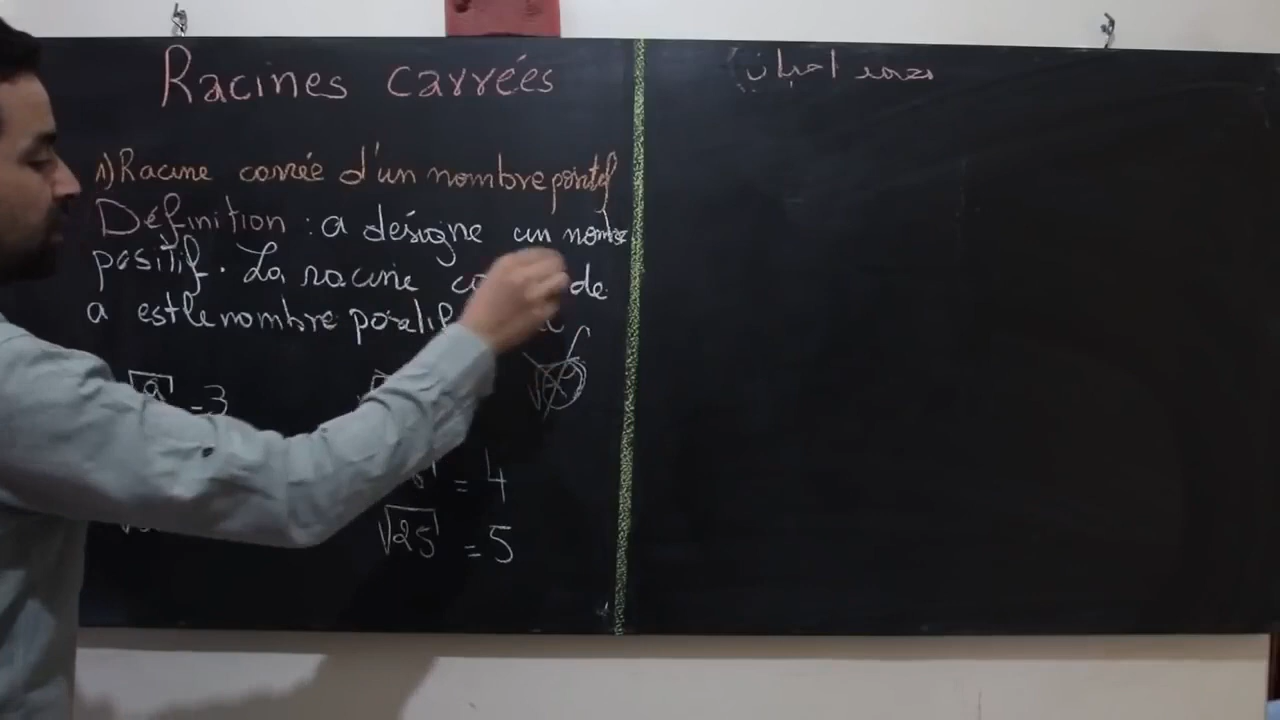 Racines carrées
1) Racine carrée d'un nombre positif
Définition : a désigne un nombre
positif. La racine de
a est le nombre positif
√9 = 3
= 4
√25 = 5
محمد احيان